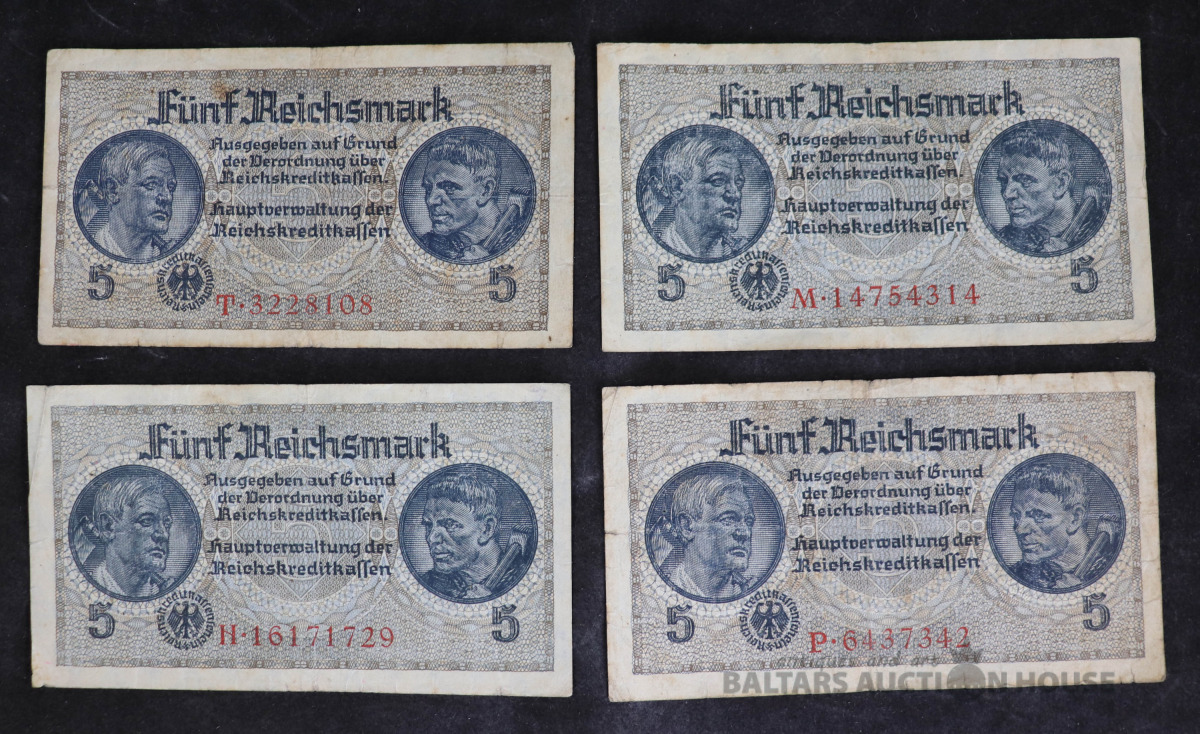 Fünf Reichsmark
Ausgegeben auf Grund
der Verordnung über
Reichskreditkassen.
Hauptverwaltung der
Reichskreditkassen
5
5
T·3228108
Fünf Reichsmark
Ausgegeben auf Grund
der Verordnung über
Reichskreditkassen.
Hauptverwaltung der
Reichskreditkassen
5
5
M·14754314
Fünf Reichsmark
Ausgegeben auf Grund
der Verordnung über
Reichskreditkassen.
Hauptverwaltung der
Reichskreditkassen
5
5
H·16171729
Fünf Reichsmark
Ausgegeben auf Grund
der Verordnung über
Reichskreditkassen.
Hauptverwaltung der
Reichskreditkassen
5
5
P·6437342
antiques and art
BALTARS AUCTION HOUSE